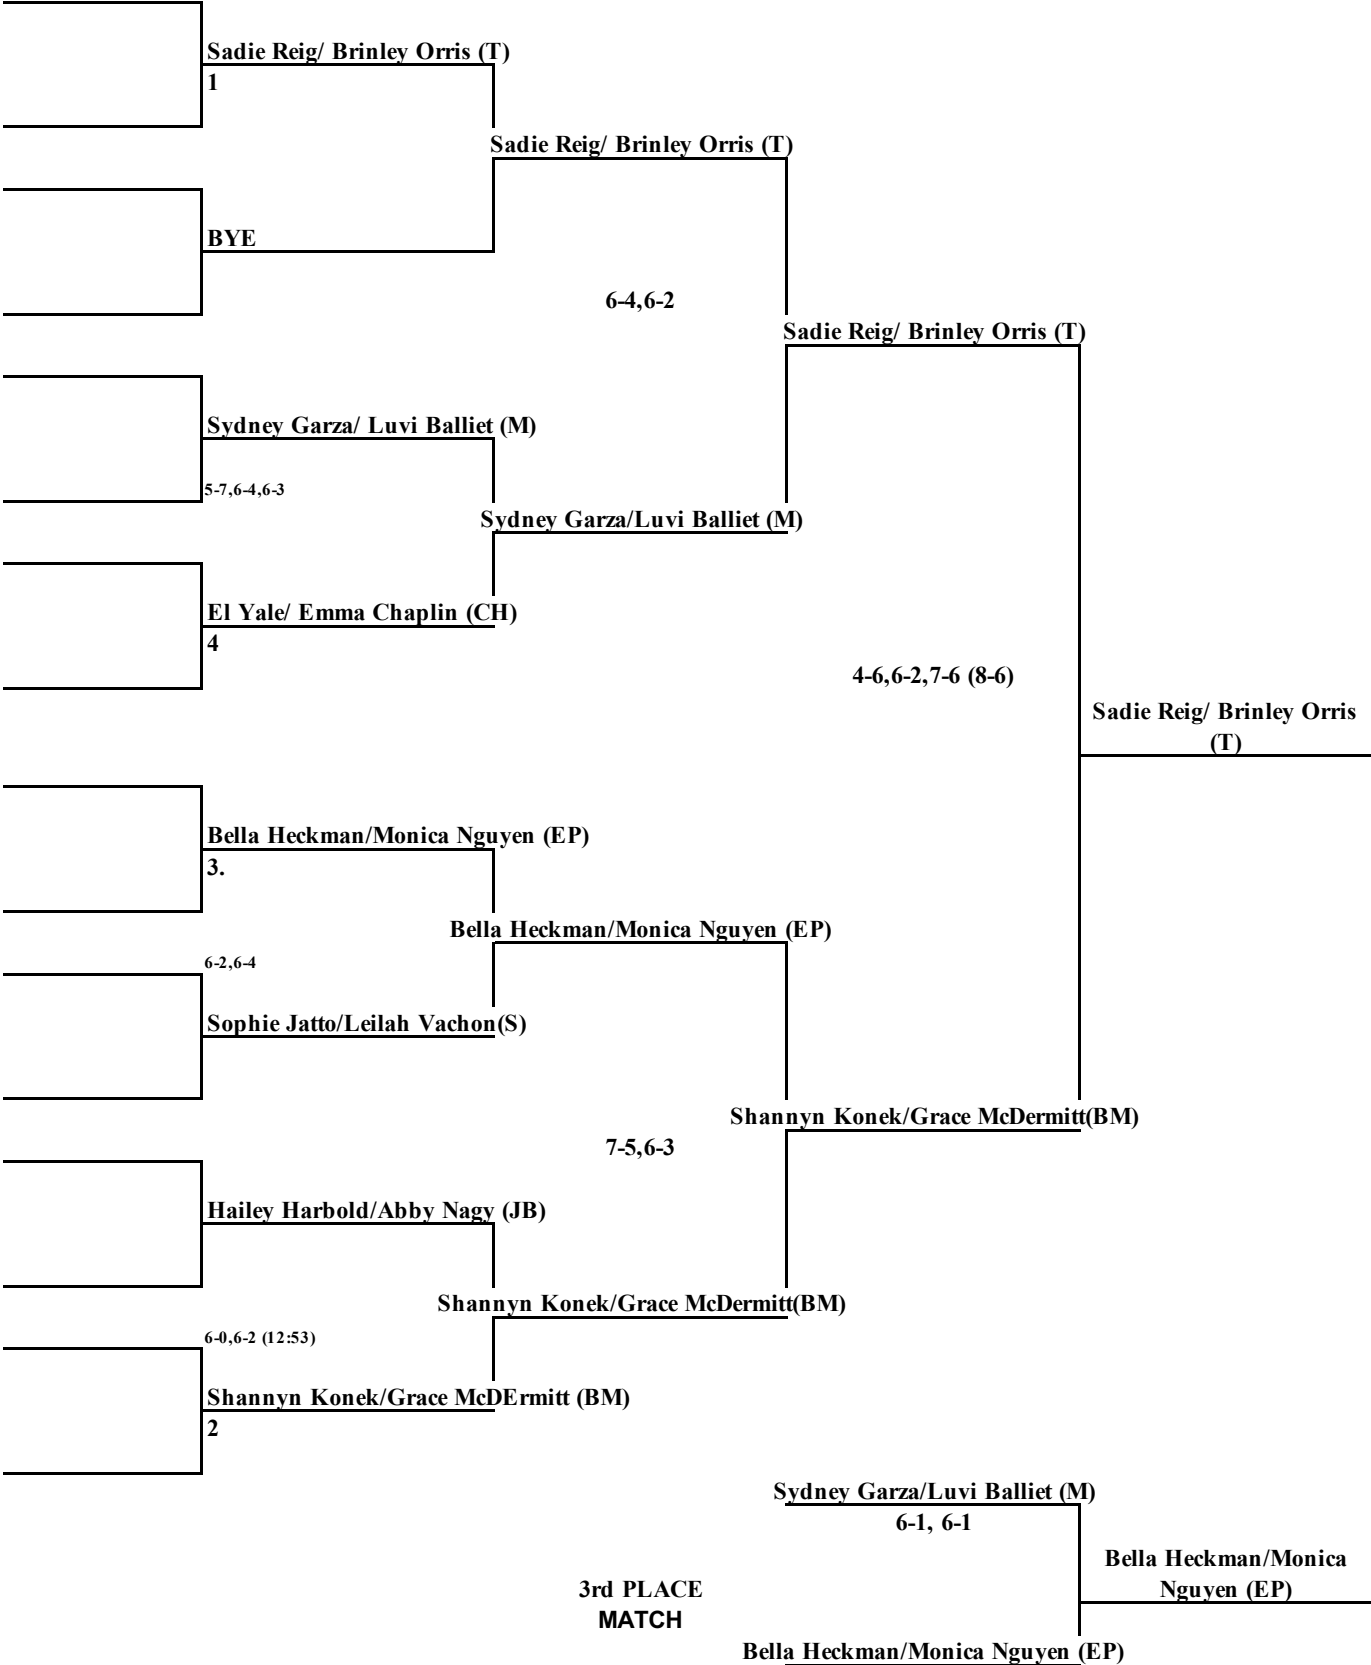 Sadie Reig/ Brinley Orris (T)
1
Sadie Reig/ Brinley Orris (T)
BYE
6-4,6-2
Sadie Reig/ Brinley Orris (T)
Sydney Garza/ Luvi Balliet (M)
5-7,6-4,6-3
Sydney Garza/Luvi Balliet (M)
El Yale/ Emma Chaplin (CH)
4
4-6,6-2,7-6 (8-6)
Sadie Reig/ Brinley Orris
(T)
Bella Heckman/Monica Nguyen (EP)
3.
Bella Heckman/Monica Nguyen (EP)
6-2,6-4
Sophie Jatto/Leilah Vachon(S)
Shannyn Konek/Grace McDermitt(BM)
7-5,6-3
Hailey Harbold/Abby Nagy (JB)
Shannyn Konek/Grace McDermitt(BM)
6-0,6-2 (12:53)
Shannyn Konek/Grace McDErmitt (BM)
2
Sydney Garza/Luvi Balliet (M)
6-1, 6-1
Bella Heckman/Monica
Nguyen (EP)
3rd PLACE
MATCH
Bella Heckman/Monica Nguyen (EP)